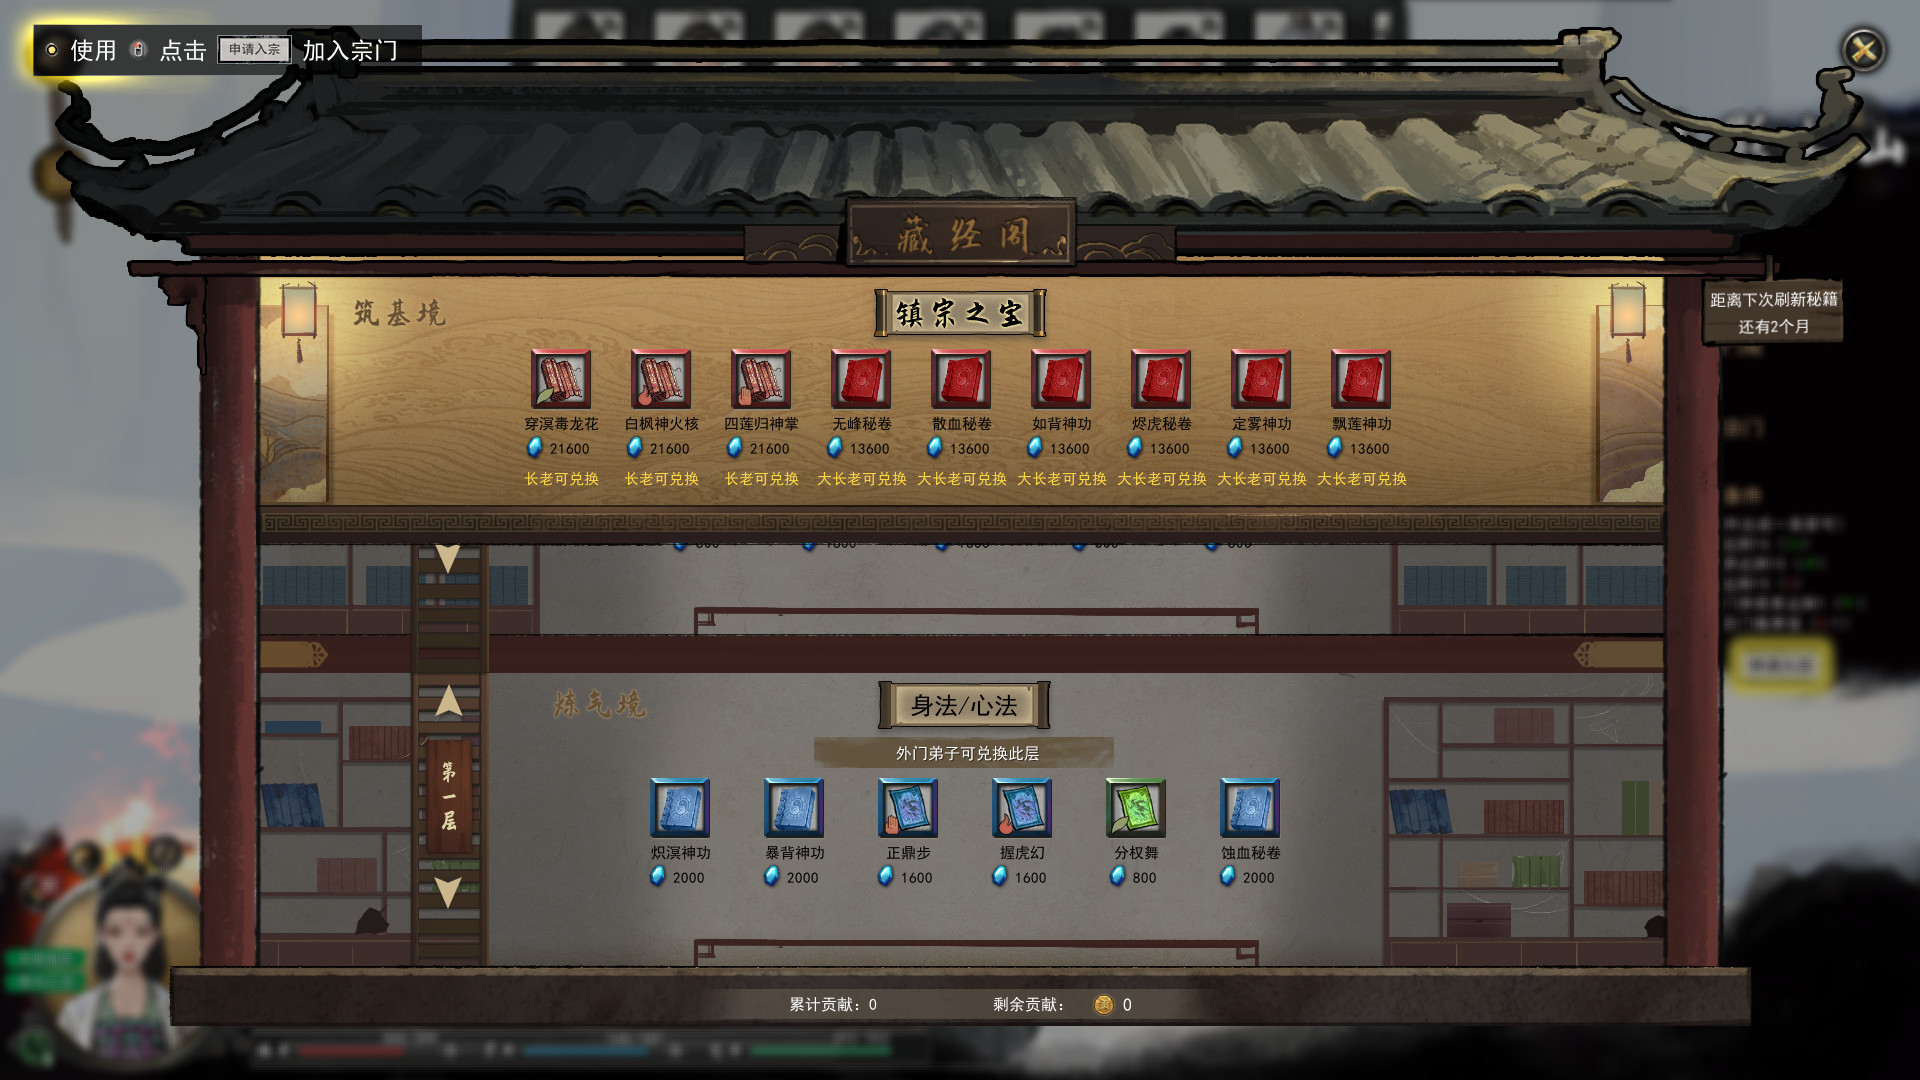 使用 点击 申请入宗 加入宗门
藏经阁
距离下次刷新秘籍
还有2个月
筑基境
镇宗之宝
穿溟毒龙花 白枫神火核 四莲归神掌 无峰秘卷 散血秘卷 如背神功 烬虎秘卷 定雾神功 飘莲神功
21600 21600 21600 13600 13600 13600 13600 13600 13600
长老可兑换 长老可兑换 长老可兑换 大长老可兑换 大长老可兑换 大长老可兑换 大长老可兑换 大长老可兑换 大长老可兑换
炼气境
身法/心法
外门弟子可兑换此层
第一层
炽溟神功 暴背神功 正鼎步 握虎幻 分权舞 蚀血秘卷
2000 2000 1600 1600 800 2000
累计贡献：0 剩余贡献： 0